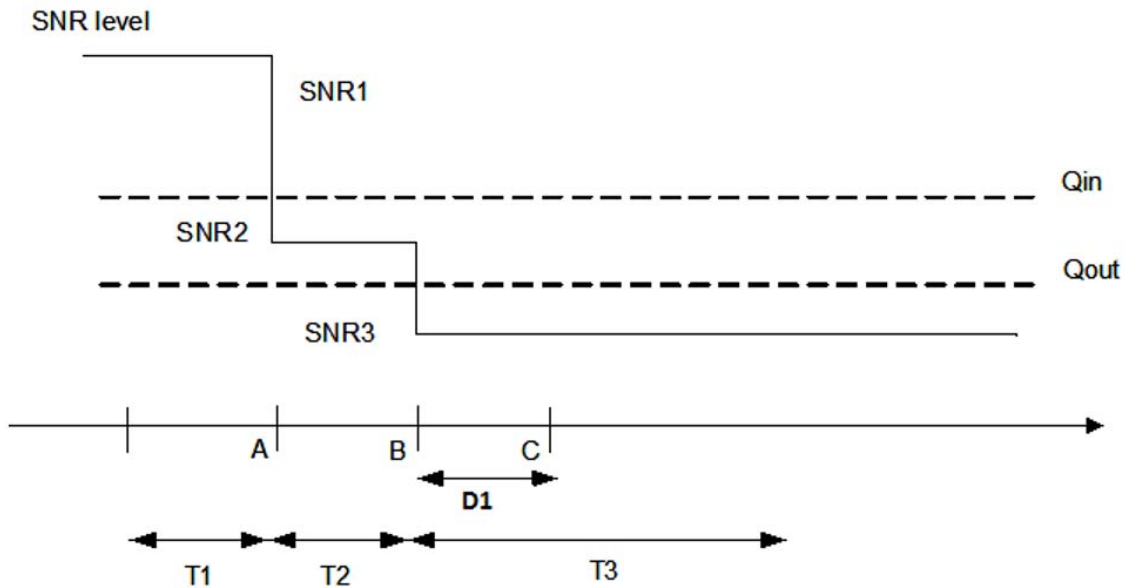 SNR level
SNR1
Qin
SNR2
Qout
SNR3
A
B
C
D1
T1
T2
T3